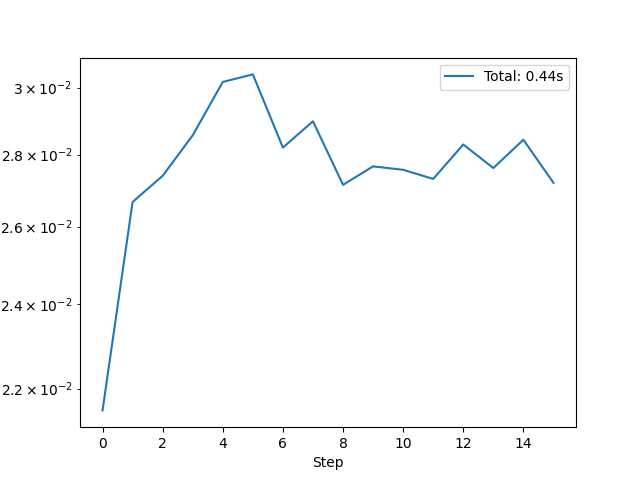 Total: 0.44s
3 × 10⁻²
2.8 × 10⁻²
2.6 × 10⁻²
2.4 × 10⁻²
2.2 × 10⁻²
0 2 4 6 8 10 12 14
Step